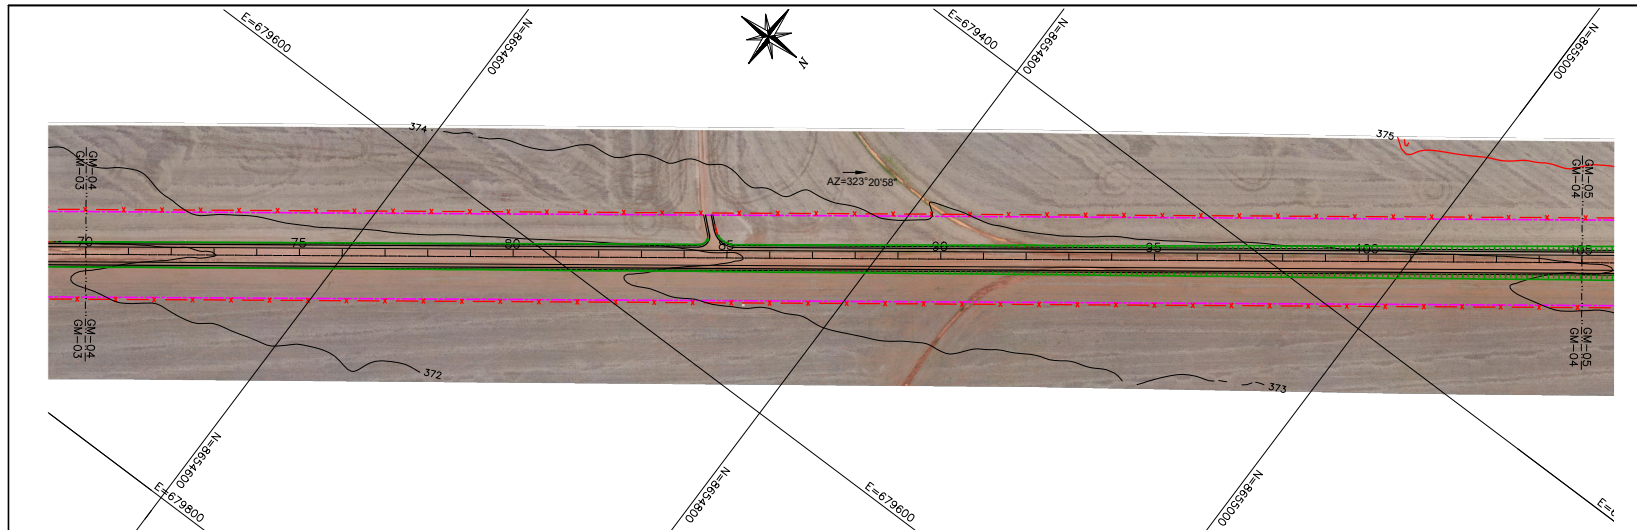 E=679600
N=8654600
E=679400
N=8654800
N=8655000
N
374
375
GM-04
GM-03
GM-05
GM-04
AZ=323°20'58"
70
75
80
85
90
95
100
105
GM-04
GM-03
GM-05
GM-04
372
373
N=8654600
E=679800
N=8654800
E=679600
N=8655000